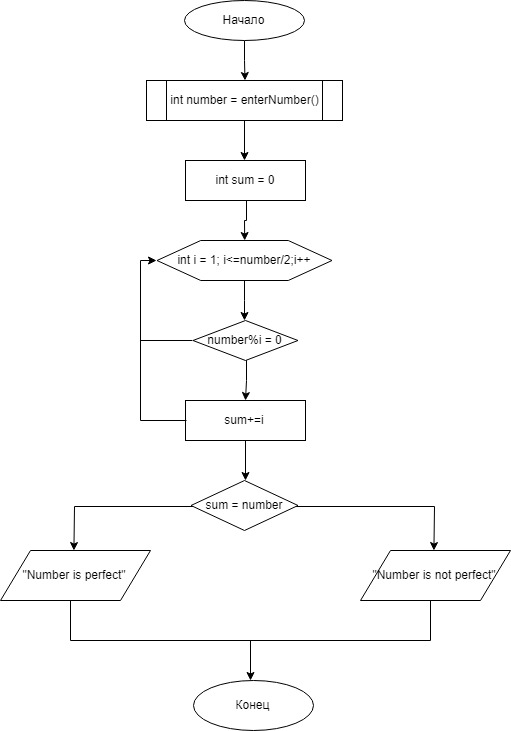 Начало
int number = enterNumber()
int sum = 0
int i = 1; i<=number/2;i++
number%i = 0
sum+=i
sum = number
"Number is perfect"
"Number is not perfect"
Конец